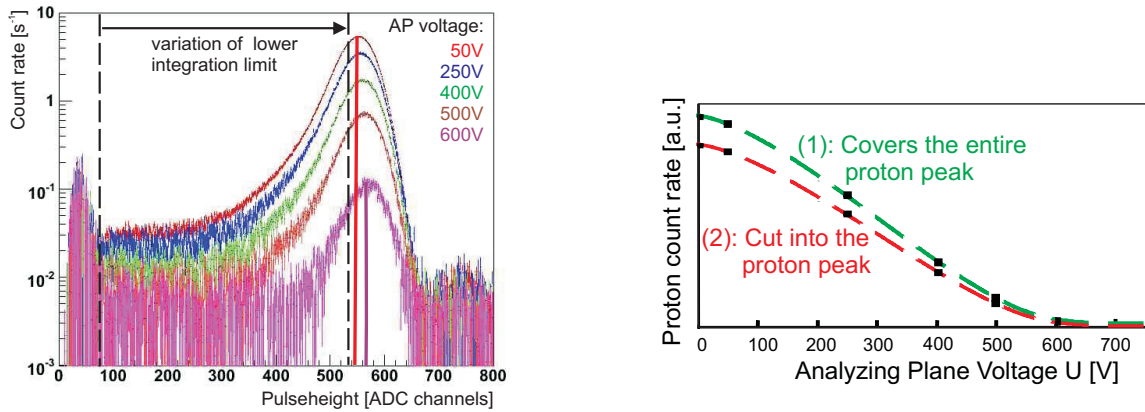 Count rate [s⁻¹]
10
1
10⁻¹
10⁻²
10⁻³
variation of lower
integration limit
AP voltage:
50V
250V
400V
500V
600V
0 100 200 300 400 500 600 700 800
Pulseheight [ADC channels]
Proton count rate [a.u.]
(1): Covers the entire
proton peak
(2): Cut into the
proton peak
0 100 200 300 400 500 600 700
Analyzing Plane Voltage U [V]